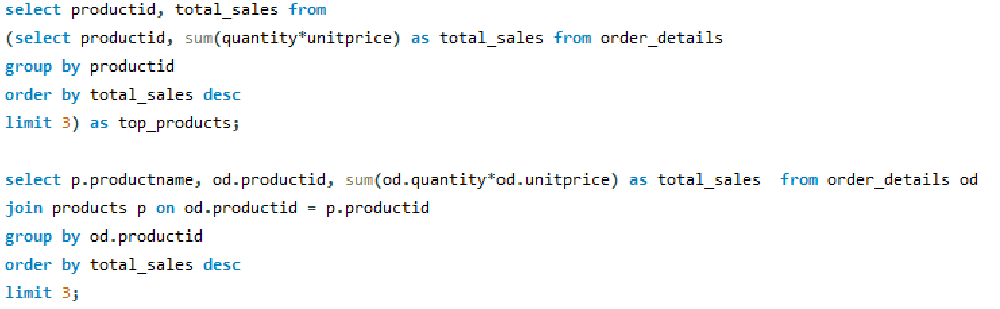 select productid, total_sales from
(select productid, sum(quantity*unitprice) as total_sales from order_details
group by productid
order by total_sales desc
limit 3) as top_products;
select p.productname, od.productid, sum(od.quantity*od.unitprice) as total_sales  from order_details od
join products p on od.productid = p.productid
group by od.productid
order by total_sales desc
limit 3;